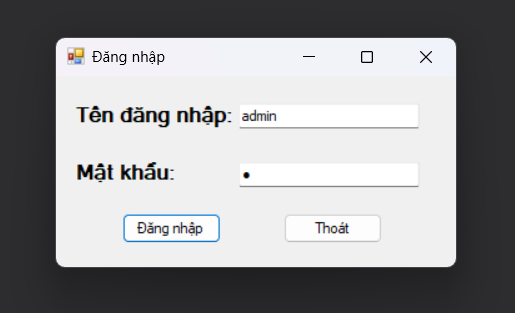 Đăng nhập
Tên đăng nhập: admin
Mật khẩu: ●
Đăng nhập Thoát